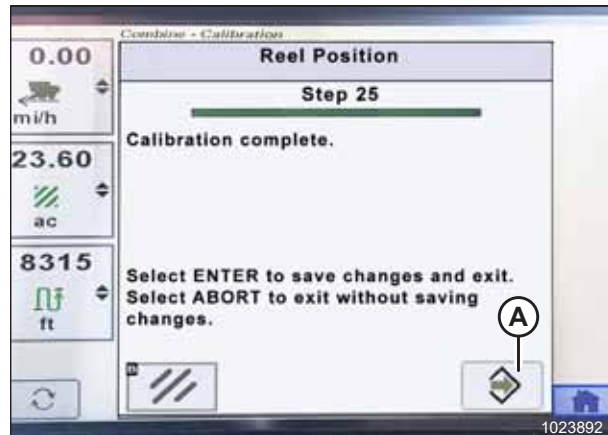 Combine - Calibration
0.00
mi/h
23.60
ac
8315
ft
Reel Position
Step 25
Calibration complete.
Select ENTER to save changes and exit.
Select ABORT to exit without saving
changes.
A
1023892